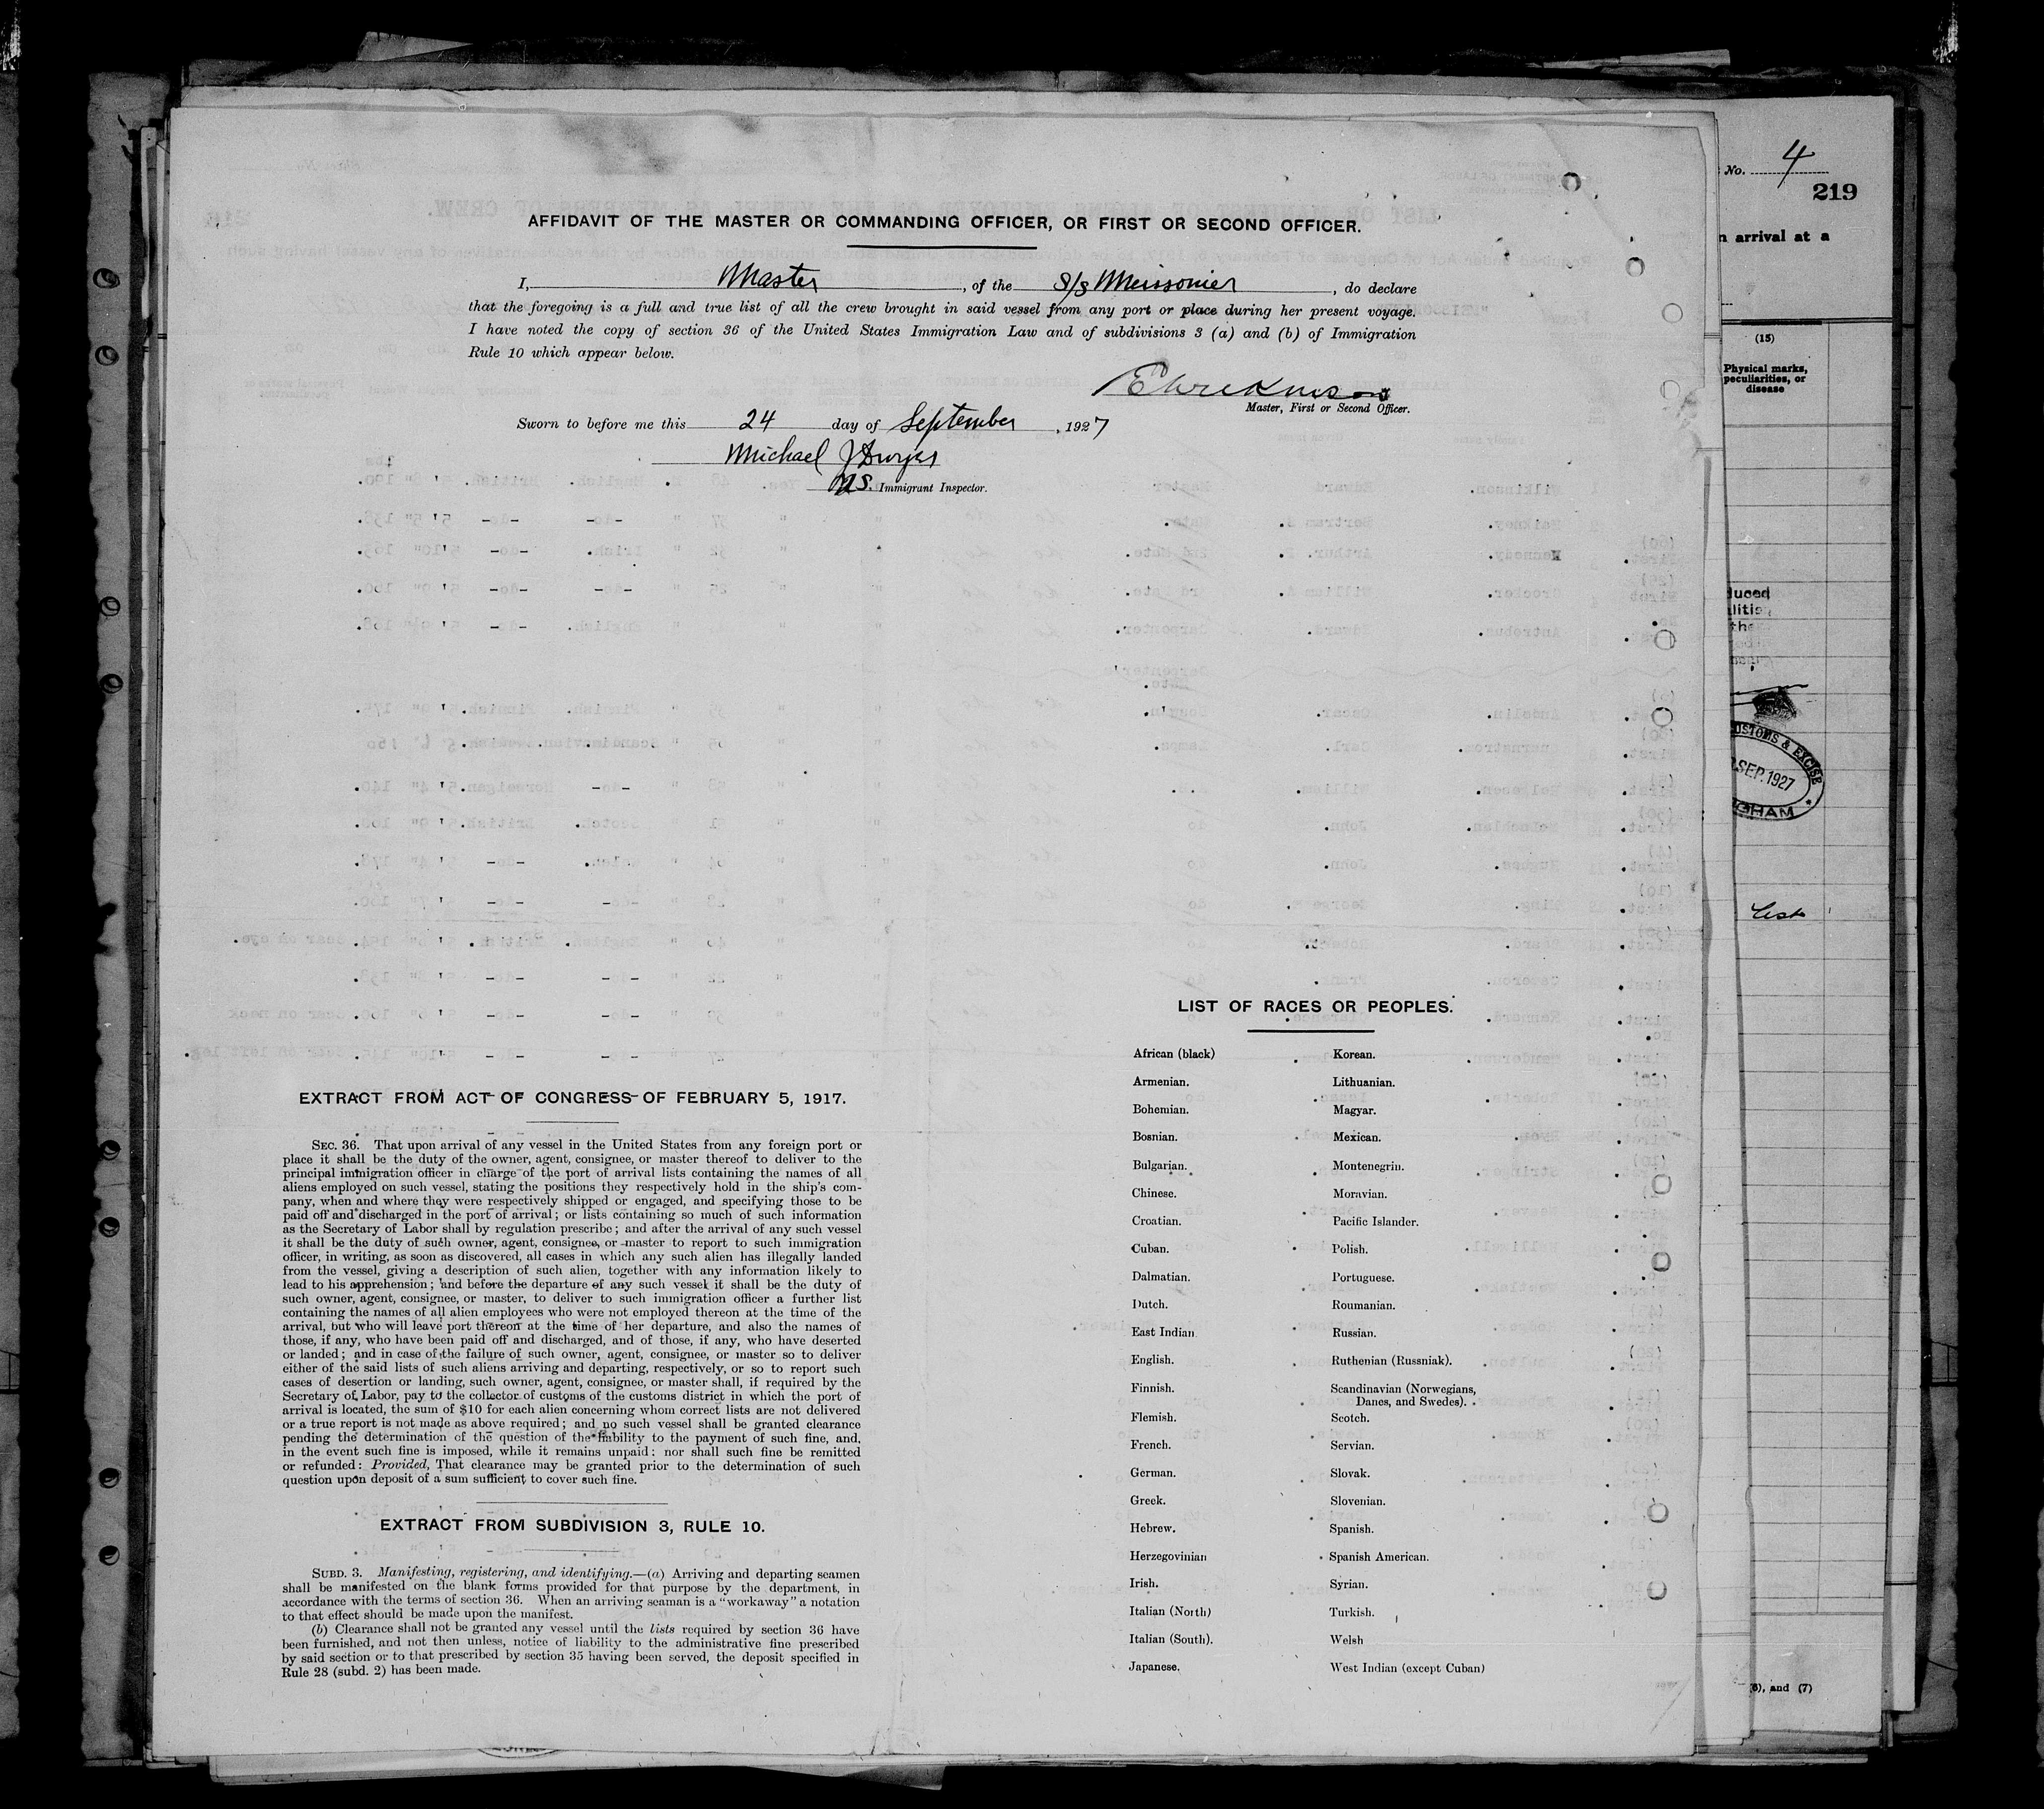 No. 4
219
n arrival at a
AFFIDAVIT OF THE MASTER OR COMMANDING OFFICER, OR FIRST OR SECOND OFFICER.
I, Master, of the S/S Meissonier, do declare
that the foregoing is a full and true list of all the crew brought in said vessel from any port or place during her present voyage.
I have noted the copy of section 36 of the United States Immigration Law and of subdivisions 3 (a) and (b) of Immigration
Rule 10 which appear below.
Master, First or Second Officer.
Sworn to before me this 24 day of September, 1927
Michael J
Immigrant Inspector.
(15)
Physical marks,
peculiarities, or
disease
duced
the
CUSTOMS & EXCISE
SEP. 1927
GHAM
EXTRACT FROM ACT OF CONGRESS OF FEBRUARY 5, 1917.
SEC. 36. That upon arrival of any vessel in the United States from any foreign port or
place it shall be the duty of the owner, agent, consignee, or master thereof to deliver to the
principal immigration officer in charge of the port of arrival lists containing the names of all
aliens employed on such vessel, stating the positions they respectively hold in the ship's com-
pany, when and where they were respectively shipped or engaged, and specifying those to be
paid off and discharged in the port of arrival; or lists containing so much of such information
as the Secretary of Labor shall by regulation prescribe; and after the arrival of any such vessel
it shall be the duty of such owner, agent, consignee, or master to report to such immigration
officer, in writing, as soon as discovered, all cases in which any such alien has illegally landed
from the vessel, giving a description of such alien, together with any information likely to
lead to his apprehension; and before the departure of any such vessel it shall be the duty of
such owner, agent, consignee, or master, to deliver to such immigration officer a further list
containing the names of all alien employees who were not employed thereon at the time of the
arrival, but who will leave port thereon at the time of her departure, and also the names of
those, if any, who have been paid off and discharged, and of those, if any, who have deserted
or landed; and in case of the failure of such owner, agent, consignee, or master so to deliver
either of the said lists of such aliens arriving and departing, respectively, or so to report such
cases of desertion or landing, such owner, agent, consignee, or master shall, if required by the
Secretary of Labor, pay to the collector of customs of the customs district in which the port of
arrival is located, the sum of $10 for each alien concerning whom correct lists are not delivered
or a true report is not made as above required; and no such vessel shall be granted clearance
pending the determination of the question of the liability to the payment of such fine, and,
in the event such fine is imposed, while it remains unpaid: nor shall such fine be remitted
or refunded: Provided, That clearance may be granted prior to the determination of such
question upon deposit of a sum sufficient to cover such fine.
EXTRACT FROM SUBDIVISION 3, RULE 10.
SUBD. 3. Manifesting, registering, and identifying.—(a) Arriving and departing seamen
shall be manifested on the blank forms provided for that purpose by the department, in
accordance with the terms of section 36. When an arriving seaman is a "workaway" a notation
to that effect should be made upon the manifest.
(b) Clearance shall not be granted any vessel until the lists required by section 36 have
been furnished, and not then unless, notice of liability to the administrative fine prescribed
by said section or to that prescribed by section 35 having been served, the deposit specified in
Rule 28 (subd. 2) has been made.
LIST OF RACES OR PEOPLES.
African (black) Korean.
Armenian. Lithuanian.
Bohemian. Magyar.
Bosnian. Mexican.
Bulgarian. Montenegrin.
Chinese. Moravian.
Croatian. Pacific Islander.
Cuban. Polish.
Dalmatian. Portuguese.
Dutch. Roumanian.
East Indian Russian.
English. Ruthenian (Russniak).
Finnish. Scandinavian (Norwegians,
Danes, and Swedes).
Flemish. Scotch.
French. Servian.
German. Slovak.
Greek. Slovenian.
Hebrew. Spanish.
Herzegovinian Spanish American.
Irish. Syrian.
Italian (North) Turkish.
Italian (South). Welsh
Japanese. West Indian (except Cuban)
(6), and (7)